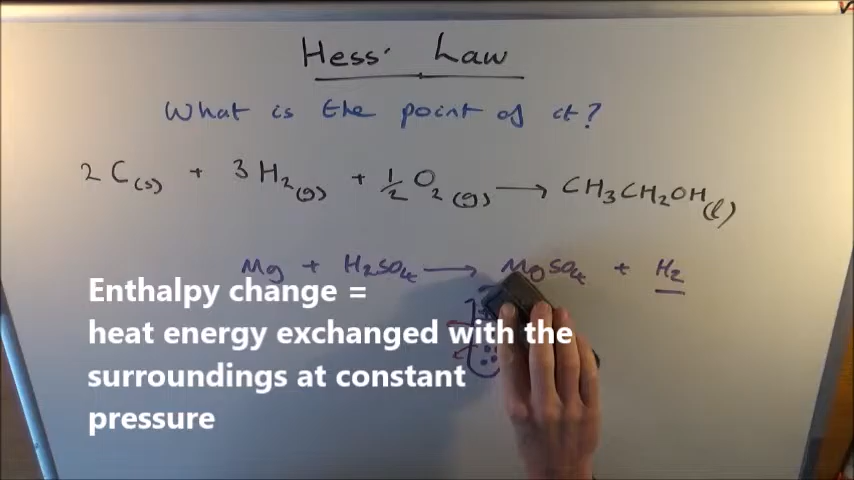 Hess' Law
What is the point of it?
2 C(s) + 3 H2(g) + 1/2 O2(g) → CH3CH2OH(l)
Mg + H2SO4 → MgSO4 + H2
Enthalpy change =
heat energy exchanged with the
surroundings at constant
pressure